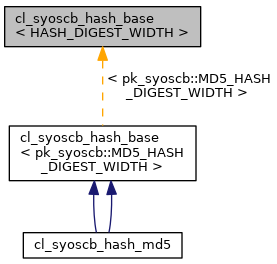 cl_syoscb_hash_base
< HASH_DIGEST_WIDTH >
< pk_syoscb::MD5_HASH
_DIGEST_WIDTH >
cl_syoscb_hash_base
< pk_syoscb::MD5_HASH
_DIGEST_WIDTH >
cl_syoscb_hash_md5